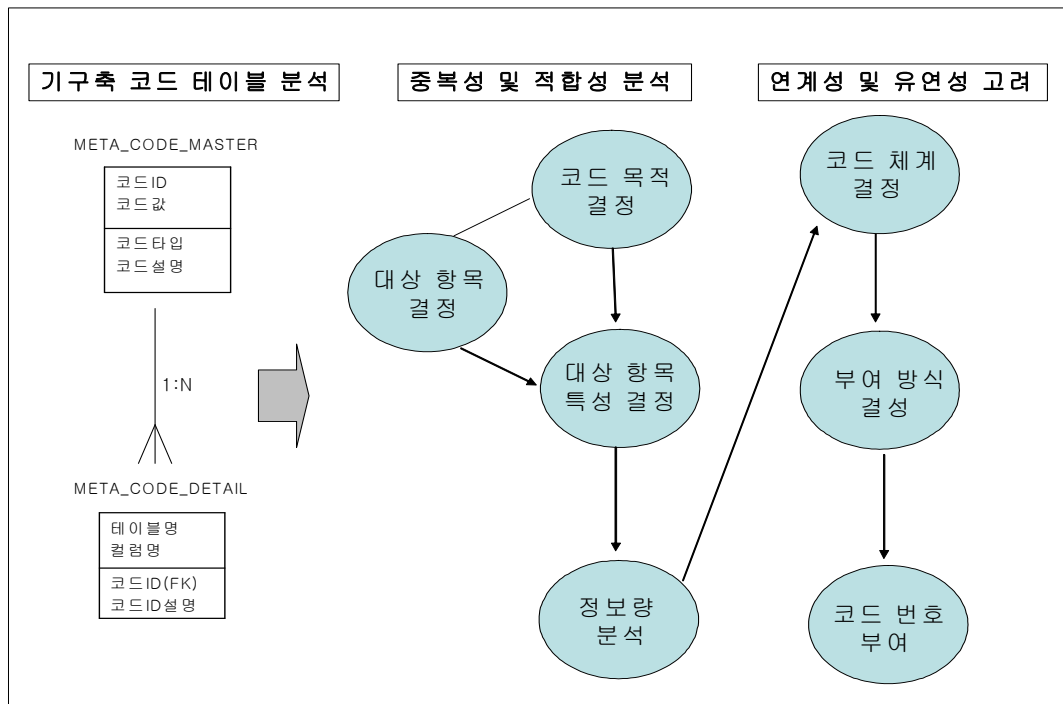 기구축 코드 테이블 분석
META_CODE_MASTER
코드ID
코드값
코드타입
코드설명
1:N
META_CODE_DETAIL
테이블명
컬럼명
코드ID(FK)
코드ID설명
중복성 및 적합성 분석
코드 목적
결정
대상 항목
결정
대상 항목
특성 결정
정보량
분석
연계성 및 유연성 고려
코드 체계
결정
부여 방식
결성
코드 번호
부여